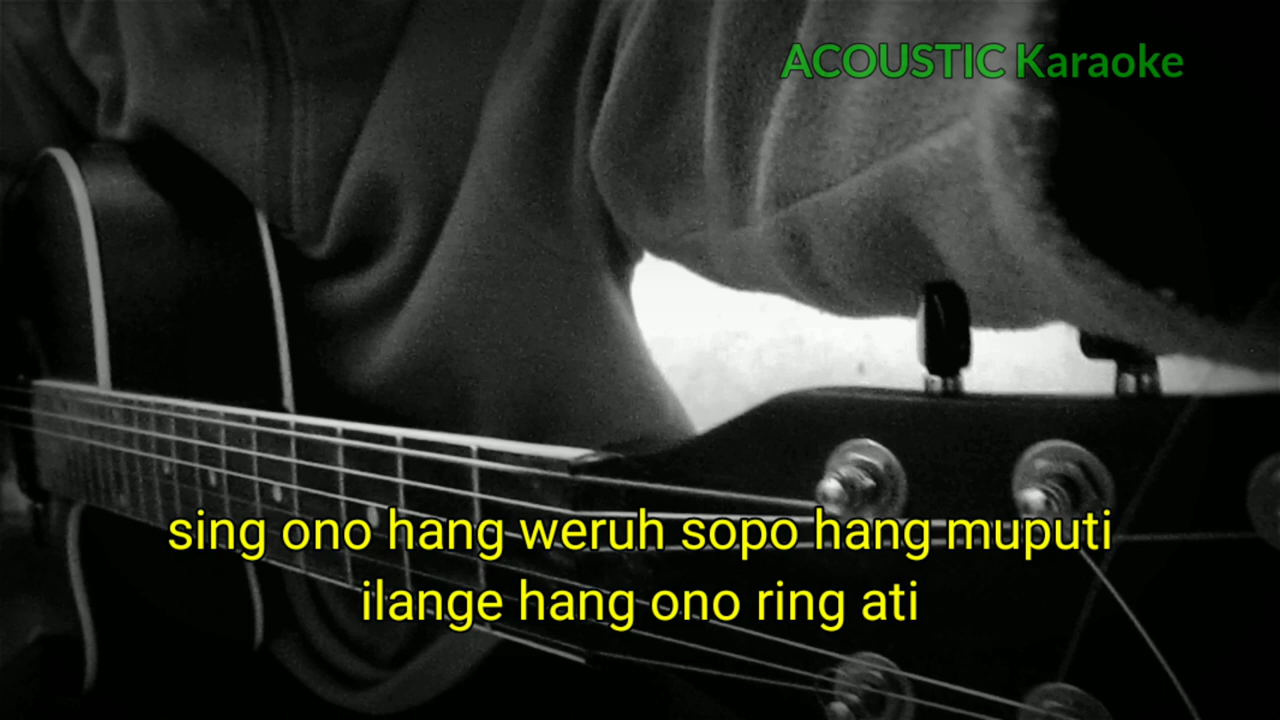 ACOUSTIC Karaoke
sing ono hang weruh sopo hang muputi
ilange hang ono ring ati